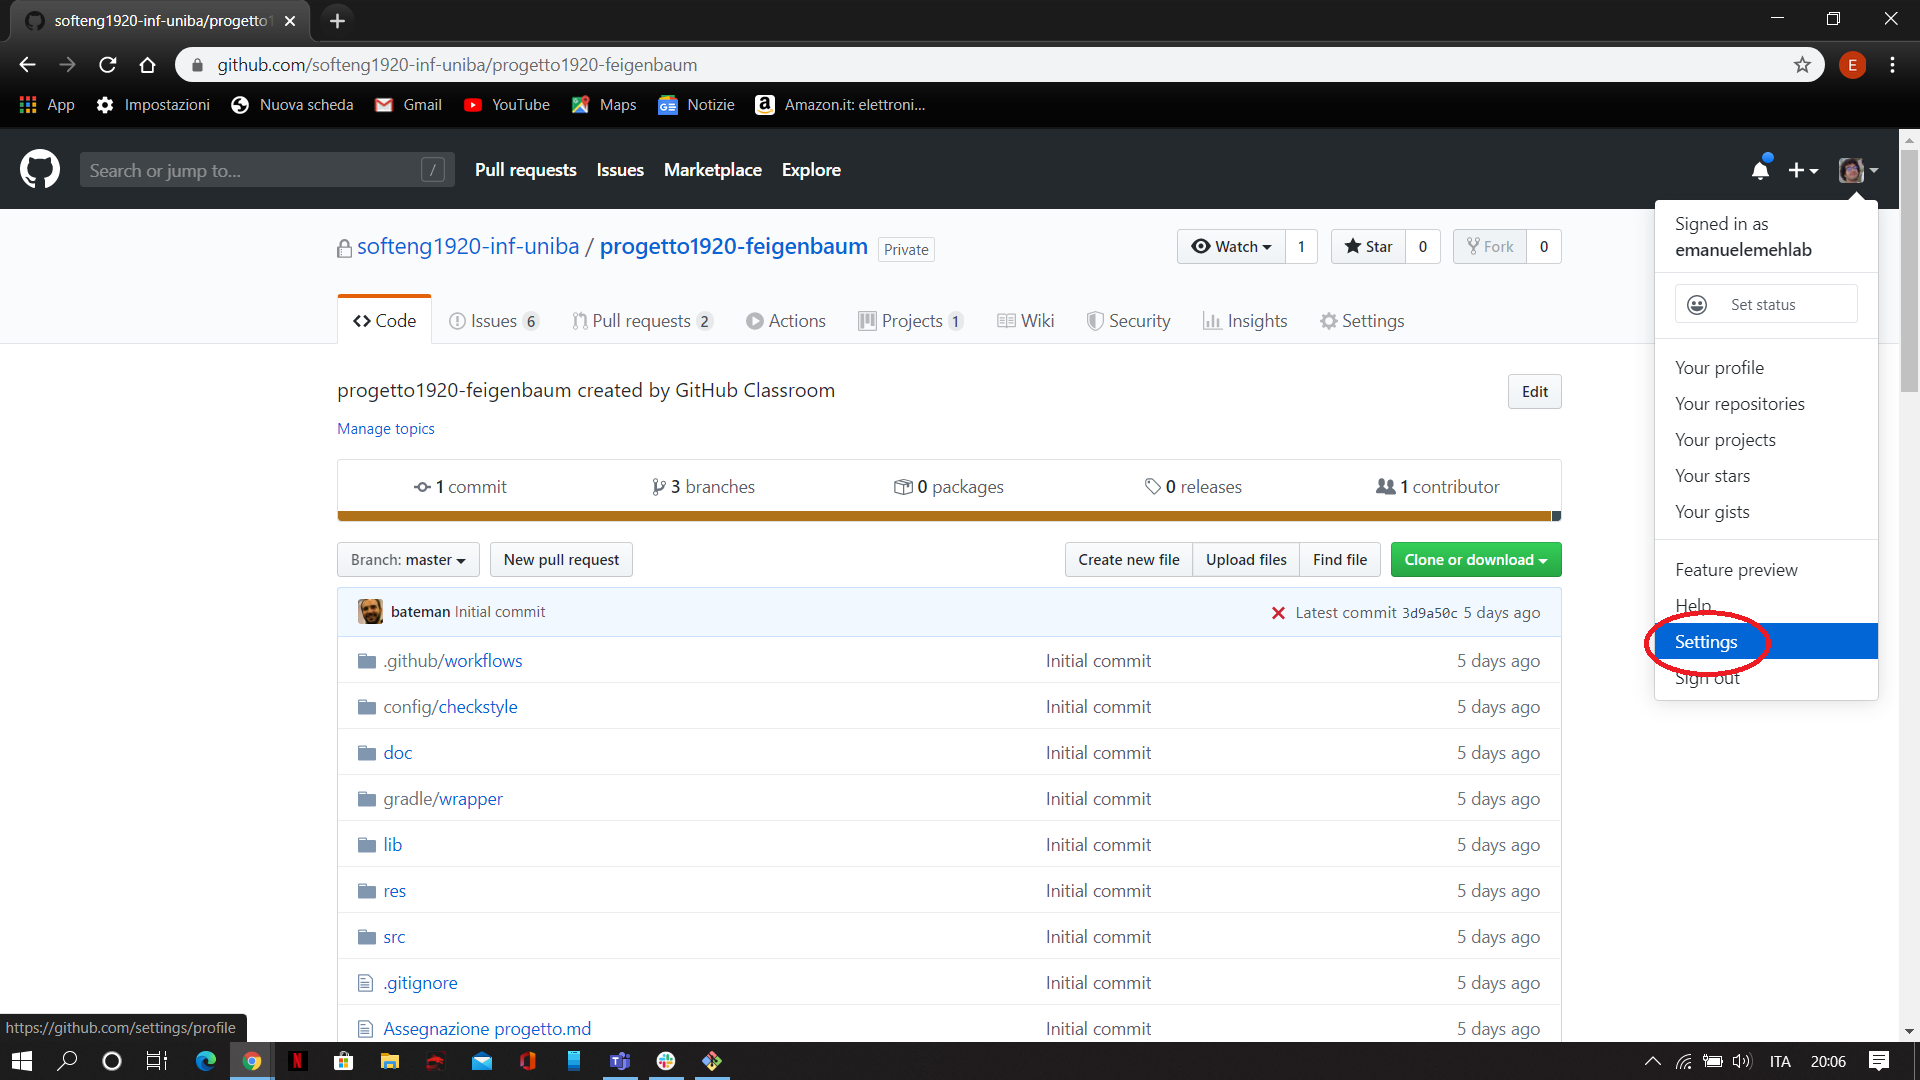 softeng1920-inf-uniba/progetto1
github.com/softeng1920-inf-uniba/progetto1920-feigenbaum
E
App Impostazioni Nuova scheda Gmail YouTube Maps Notizie Amazon.it: elettroni...
Search or jump to... / Pull requests Issues Marketplace Explore
softeng1920-inf-uniba / progetto1920-feigenbaum Private
Watch 1 Star 0 Fork 0
Code Issues 6 Pull requests 2 Actions Projects 1 Wiki Security Insights Settings
progetto1920-feigenbaum created by GitHub Classroom Edit
Manage topics
1 commit 3 branches 0 packages 0 releases 1 contributor
Branch: master New pull request Create new file Upload files Find file Clone or download
bateman Initial commit Latest commit 3d9a50c 5 days ago
.github/workflows Initial commit 5 days ago
config/checkstyle Initial commit 5 days ago
doc Initial commit 5 days ago
gradle/wrapper Initial commit 5 days ago
lib Initial commit 5 days ago
res Initial commit 5 days ago
src Initial commit 5 days ago
.gitignore Initial commit 5 days ago
Assegnazione progetto.md Initial commit 5 days ago
Signed in as
emanuelemehlab
Set status
Your profile
Your repositories
Your projects
Your stars
Your gists
Feature preview
Help
Settings
Sign out
https://github.com/settings/profile
ITA 20:06